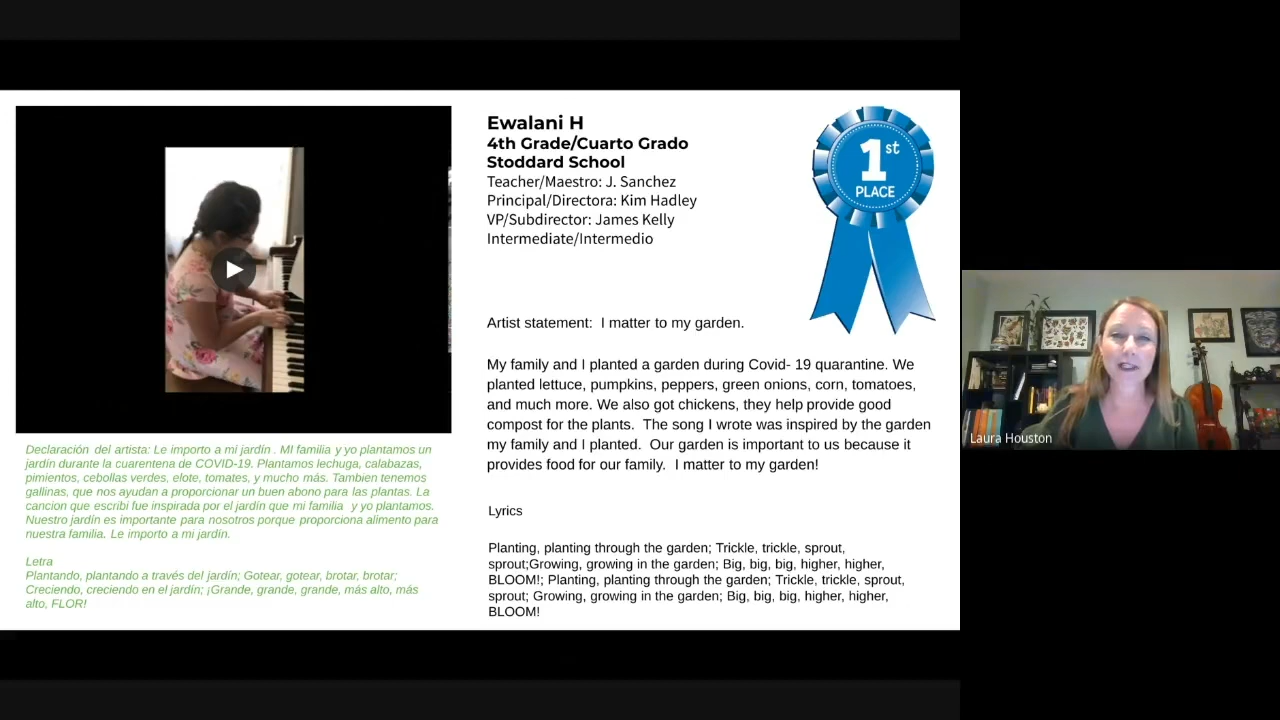 Ewalani H
4th Grade/Cuarto Grado
Stoddard School
Teacher/Maestro: J. Sanchez
Principal/Directora: Kim Hadley
VP/Subdirector: James Kelly
Intermediate/Intermedio
1st
PLACE
Artist statement:  I matter to my garden.
My family and I planted a garden during Covid- 19 quarantine. We
planted lettuce, pumpkins, peppers, green onions, corn, tomatoes,
and much more. We also got chickens, they help provide good
compost for the plants.  The song I wrote was inspired by the garden
my family and I planted.  Our garden is important to us because it
provides food for our family.  I matter to my garden!
Lyrics
Planting, planting through the garden; Trickle, trickle, sprout,
sprout;Growing, growing in the garden; Big, big, big, higher, higher,
BLOOM!; Planting, planting through the garden; Trickle, trickle, sprout,
sprout; Growing, growing in the garden; Big, big, big, higher, higher,
BLOOM!
Declaración  del artista: Le importo a mi jardín . MI familia y yo plantamos un
jardín durante la cuarentena de COVID-19. Plantamos lechuga, calabazas,
pimientos, cebollas verdes, elote, tomates, y mucho más. Tambien tenemos
gallinas, que nos ayudan a proporcionar un buen abono para las plantas. La
cancion que escribi fue inspirada por el jardín que mi familia  y yo plantamos.
Nuestro jardín es importante para nosotros porque proporciona alimento para
nuestra familia. Le importo a mi jardín.
Letra
Plantando, plantando a través del jardín; Gotear, gotear, brotar, brotar;
Creciendo, creciendo en el jardín; ¡Grande, grande, grande, más alto, más
alto, FLOR!
Laura Houston